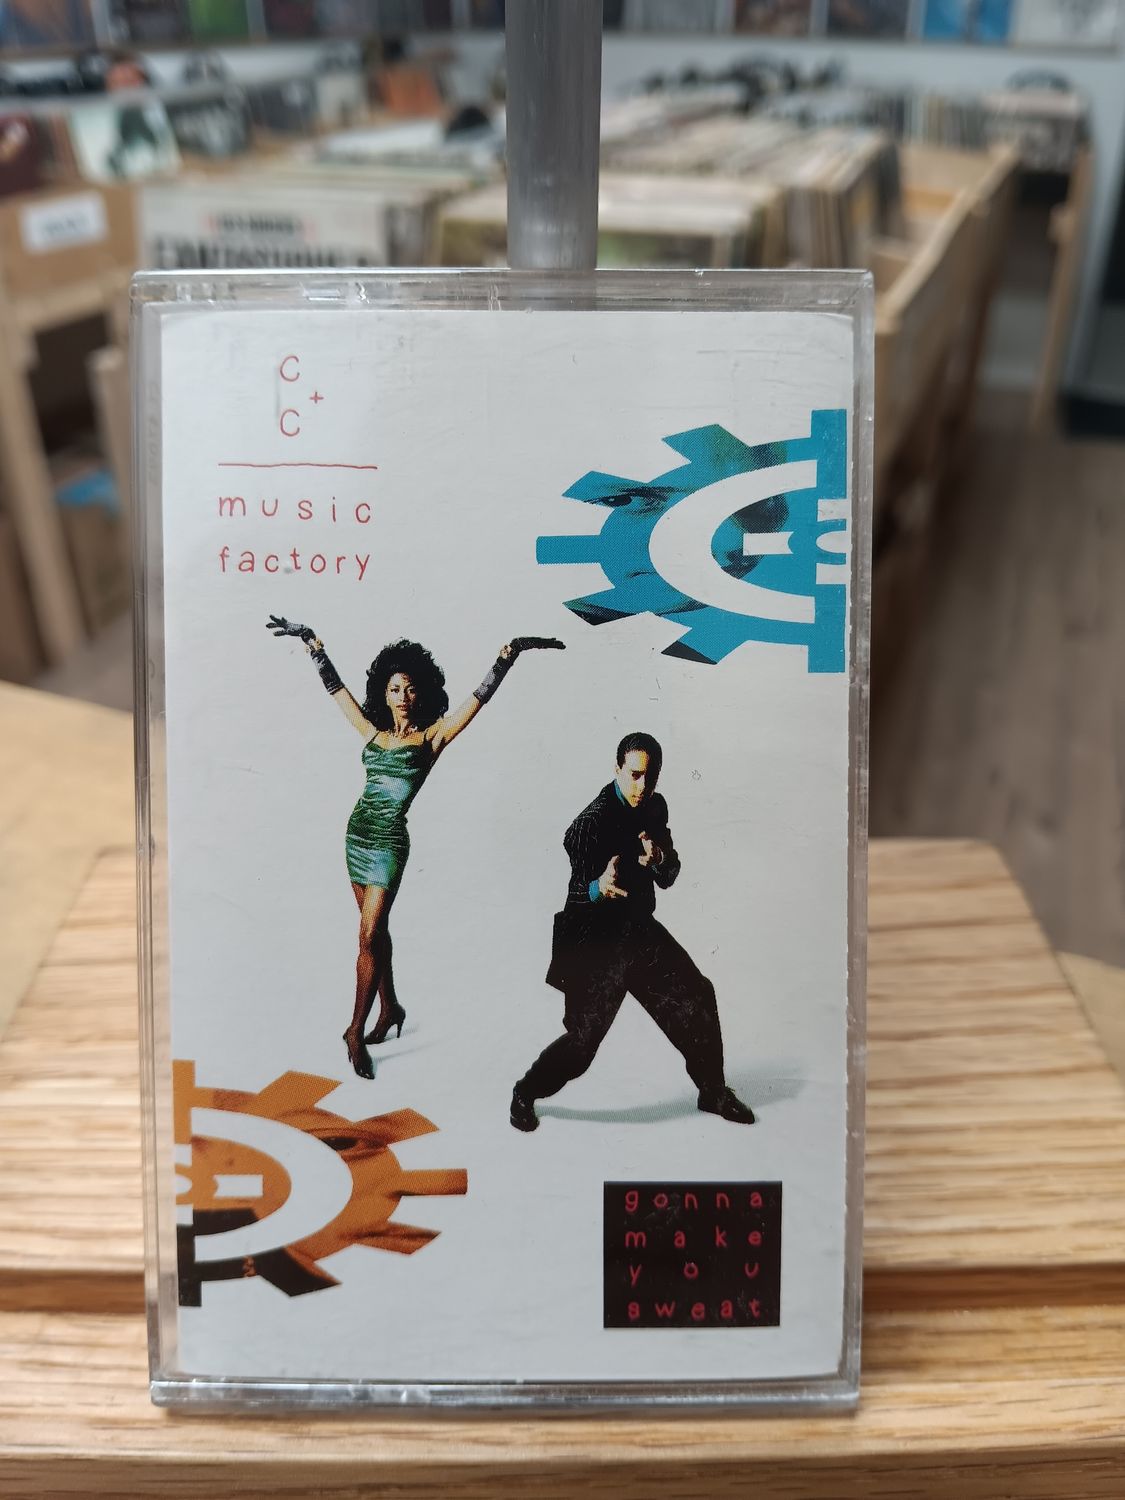 C
+
C
music
factory
gonna
make
you
sweat